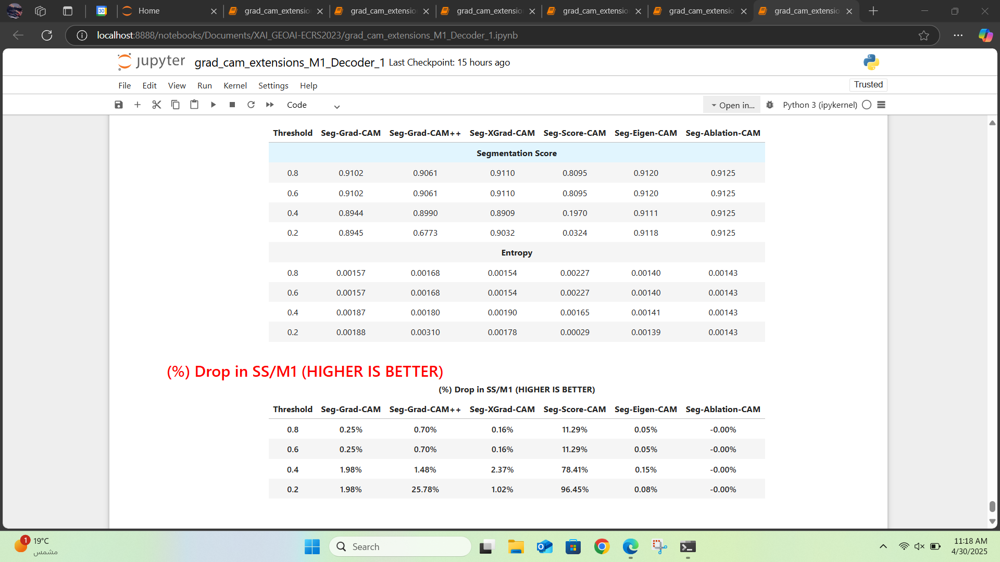 30
Home
grad_cam_extensio
grad_cam_extensio
grad_cam_extensio
grad_cam_extensio
grad_cam_extensio
grad_cam_extensio
localhost:8888/notebooks/Documents/XAI_GEOAI-ECRS2023/grad_cam_extensions_M1_Decoder_1.ipynb
jupyter grad_cam_extensions_M1_Decoder_1 Last Checkpoint: 15 hours ago
File Edit View Run Kernel Settings Help
Trusted
Code
Open in...
Python 3 (ipykernel)
Threshold Seg-Grad-CAM Seg-Grad-CAM++ Seg-XGrad-CAM Seg-Score-CAM Seg-Eigen-CAM Seg-Ablation-CAM
Segmentation Score
0.8 0.9102 0.9061 0.9110 0.8095 0.9120 0.9125
0.6 0.9102 0.9061 0.9110 0.8095 0.9120 0.9125
0.4 0.8944 0.8990 0.8909 0.1970 0.9111 0.9125
0.2 0.8945 0.6773 0.9032 0.0324 0.9118 0.9125
Entropy
0.8 0.00157 0.00168 0.00154 0.00227 0.00140 0.00143
0.6 0.00157 0.00168 0.00154 0.00227 0.00140 0.00143
0.4 0.00187 0.00180 0.00190 0.00165 0.00141 0.00143
0.2 0.00188 0.00310 0.00178 0.00029 0.00139 0.00143
(%) Drop in SS/M1 (HIGHER IS BETTER)
(%) Drop in SS/M1 (HIGHER IS BETTER)
Threshold Seg-Grad-CAM Seg-Grad-CAM++ Seg-XGrad-CAM Seg-Score-CAM Seg-Eigen-CAM Seg-Ablation-CAM
0.8 0.25% 0.70% 0.16% 11.29% 0.05% -0.00%
0.6 0.25% 0.70% 0.16% 11.29% 0.05% -0.00%
0.4 1.98% 1.48% 2.37% 78.41% 0.15% -0.00%
0.2 1.98% 25.78% 1.02% 96.45% 0.08% -0.00%
1
19°C
مشمس
Search
11:18 AM
4/30/2025